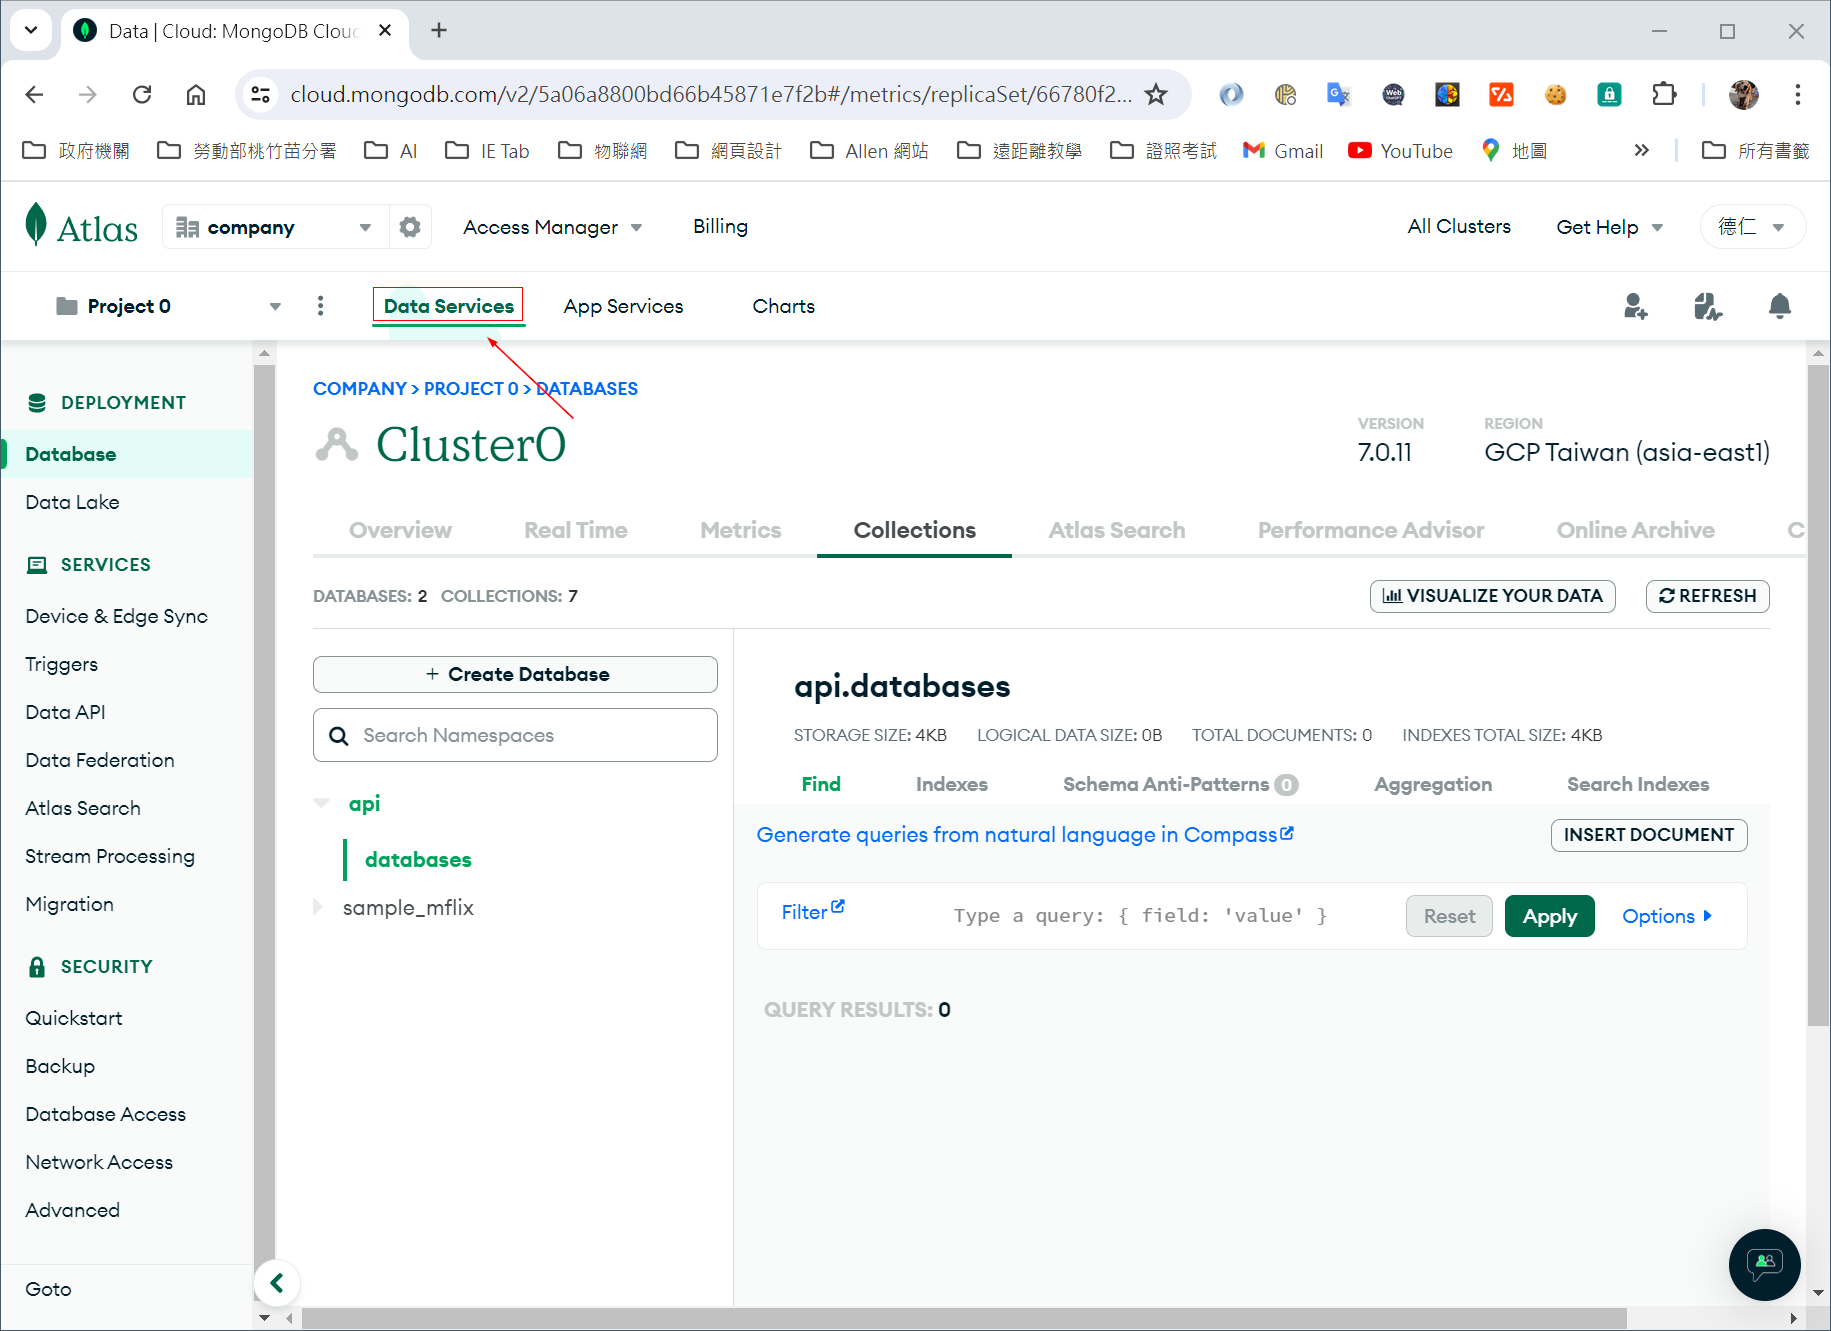 Data | Cloud: MongoDB Clou
cloud.mongodb.com/v2/5a06a8800bd66b45871e7f2b#/metrics/replicaSet/66780f2...
政府機關 勞動部桃竹苗分署 AI IE Tab 物聯網 網頁設計 Allen 網站 遠距離教學 證照考試 Gmail YouTube 地圖 所有書籤
Atlas company Access Manager Billing All Clusters Get Help 德仁
Project 0 Data Services App Services Charts
DEPLOYMENT
Database
Data Lake
SERVICES
Device & Edge Sync
Triggers
Data API
Data Federation
Atlas Search
Stream Processing
Migration
SECURITY
Quickstart
Backup
Database Access
Network Access
Advanced
Goto
COMPANY > PROJECT 0 > DATABASES
Cluster0
VERSION
7.0.11
REGION
GCP Taiwan (asia-east1)
Overview Real Time Metrics Collections Atlas Search Performance Advisor Online Archive C
DATABASES: 2 COLLECTIONS: 7
VISUALIZE YOUR DATA REFRESH
+ Create Database
Search Namespaces
api
databases
sample_mflix
api.databases
STORAGE SIZE: 4KB LOGICAL DATA SIZE: 0B TOTAL DOCUMENTS: 0 INDEXES TOTAL SIZE: 4KB
Find Indexes Schema Anti-Patterns 0 Aggregation Search Indexes
Generate queries from natural language in Compass
INSERT DOCUMENT
Filter Type a query: { field: 'value' } Reset Apply Options
QUERY RESULTS: 0